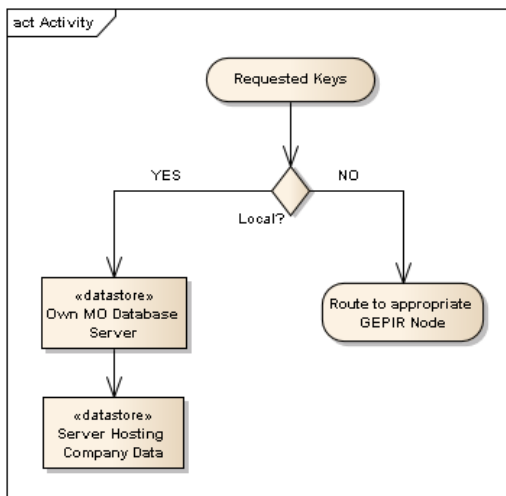 act Activity
Requested Keys
YES
NO
Local?
«datastore»
Own MO Database
Server
Route to appropriate
GEPIR Node
«datastore»
Server Hosting
Company Data